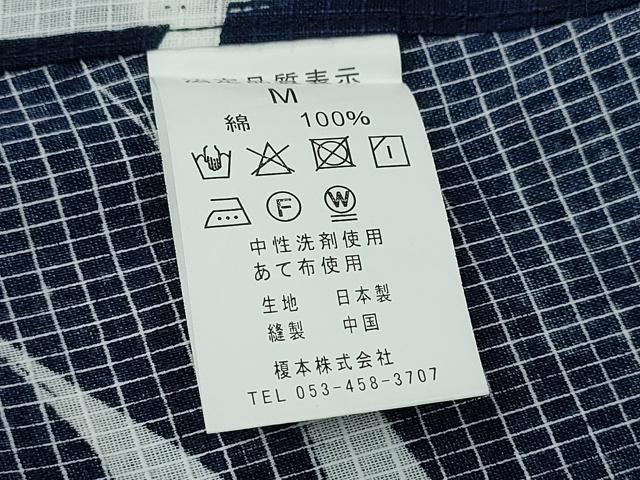 品質表示
M
綿 100%
F
W
中性洗剤使用
あて布使用
生地 日本製
縫製 中国
榎本株式会社
TEL 053-458-3707